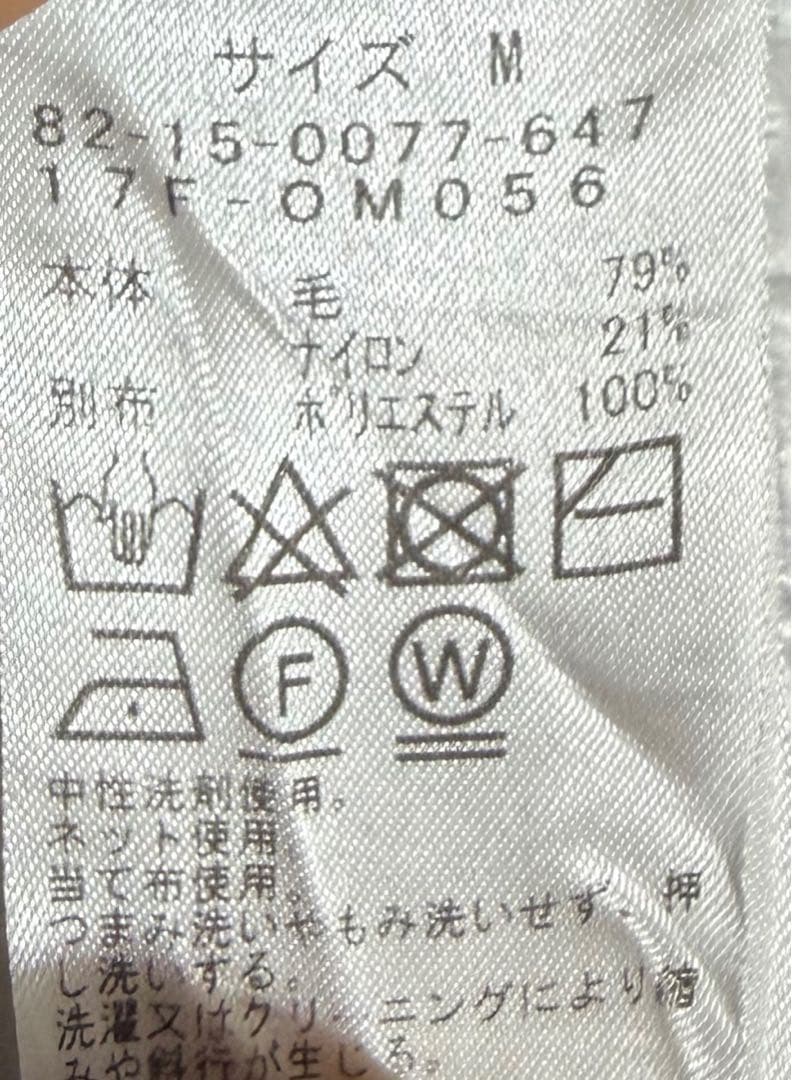 サイズ M
82-15-0077-647
17F-OM056
本体 毛 79%
ナイロン 21%
別布 ポリエステル 100%
F W
中性洗剤使用。
ネット使用
当て布使用。
つまみ洗いやもみ洗いせず、押
し洗いする。
洗濯又はクリーニングにより縮
みや斜行が生じる。